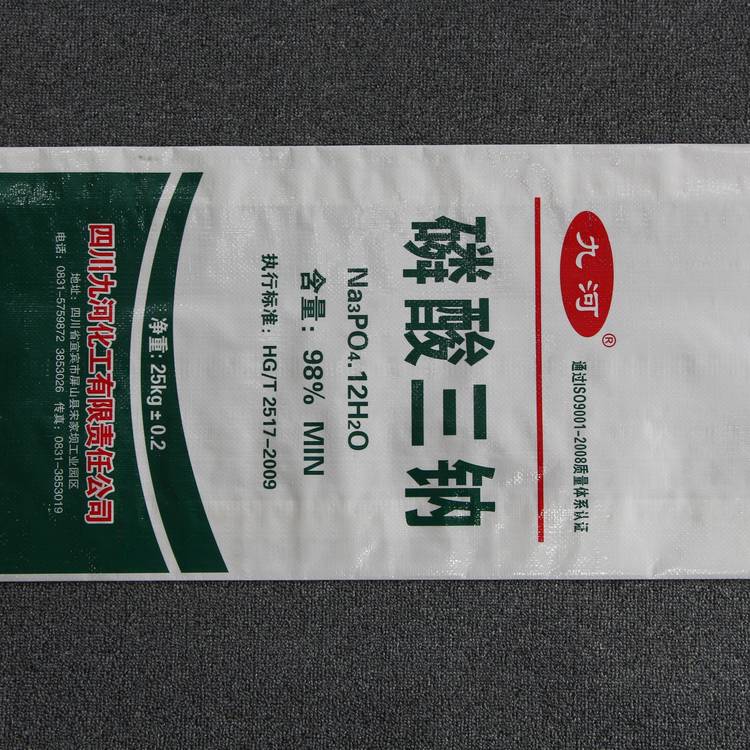 九河®
通过ISO9001-2008质量体系认证
磷酸三钠
Na3PO4.12H2O
含量：98% MIN
执行标准：HG/T 2517-2009
净重：25kg±0.2
四川九河化工有限责任公司
地址：四川省宜宾市屏山县宋家坝工业园区
电话：0831-5759872 3853026 传真：0831-3853019